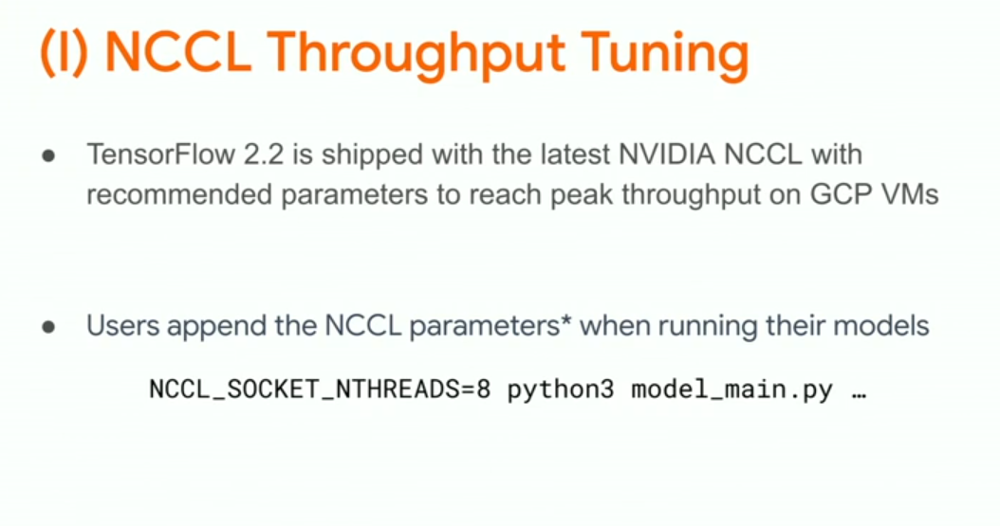 (I) NCCL Throughput Tuning
● TensorFlow 2.2 is shipped with the latest NVIDIA NCCL with
recommended parameters to reach peak throughput on GCP VMs
● Users append the NCCL parameters* when running their models
NCCL_SOCKET_NTHREADS=8 python3 model_main.py …